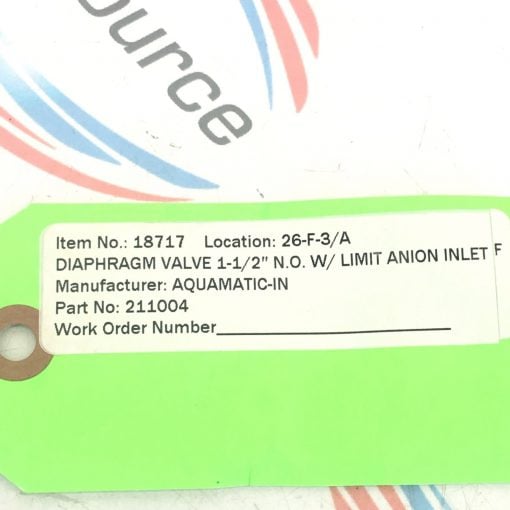 ource
Item No.: 18717 Location: 26-F-3/A
DIAPHRAGM VALVE 1-1/2" N.O. W/ LIMIT ANION INLET F
Manufacturer: AQUAMATIC-IN
Part No: 211004
Work Order Number